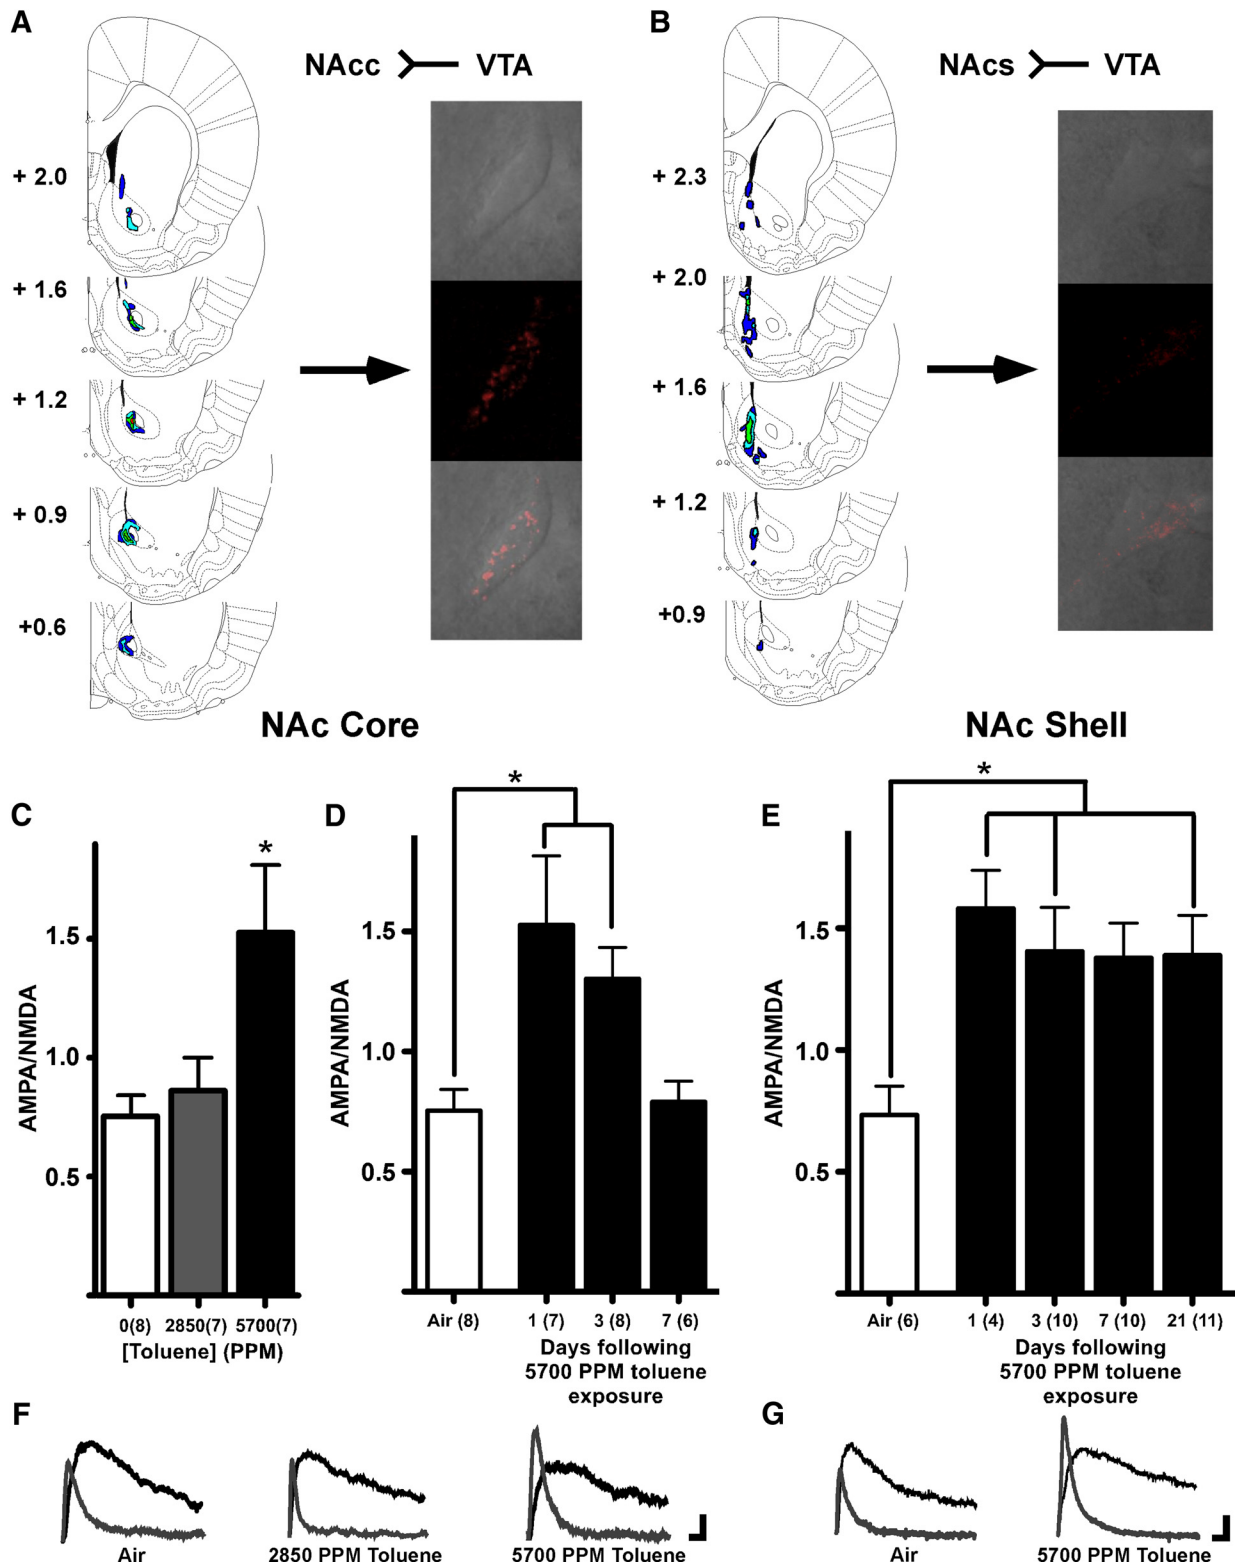 A
NAcc VTA
+ 2.0
+ 1.6
+ 1.2
+ 0.9
+0.6
B
NAcs VTA
+ 2.3
+ 2.0
+ 1.6
+ 1.2
+0.9
NAc Core
NAc Shell
C
*
AMPA/NMDA
1.5
1.0
0.5
0(8) 2850(7) 5700(7)
[Toluene] (PPM)
D
*
AMPA/NMDA
1.5
1.0
0.5
Air (8) 1 (7) 3 (8) 7 (6)
Days following
5700 PPM toluene
exposure
E
*
AMPA/NMDA
1.5
1.0
0.5
Air (6) 1 (4) 3 (10) 7 (10) 21 (11)
Days following
5700 PPM toluene
exposure
F
Air 2850 PPM Toluene 5700 PPM Toluene
G
Air 5700 PPM Toluene